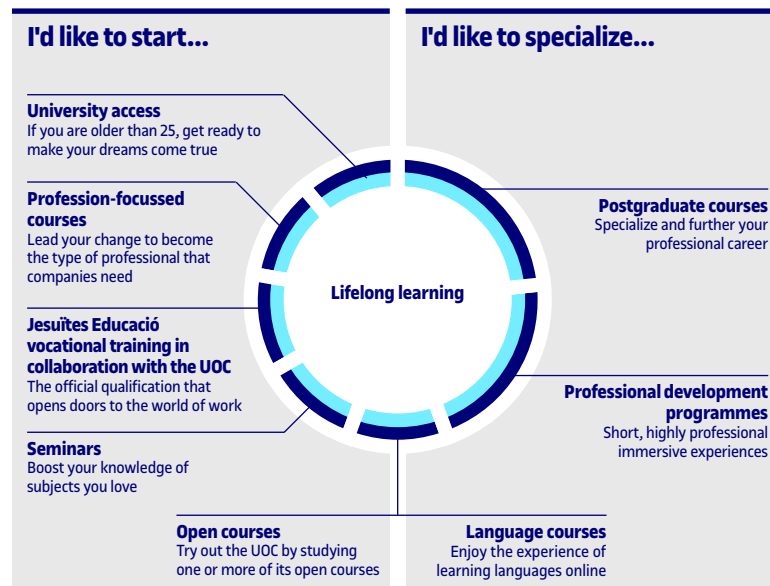 I'd like to start...
University access
If you are older than 25, get ready to
make your dreams come true
Profession-focussed
courses
Lead your change to become
the type of professional that
companies need
Jesuïtes Educació
vocational training in
collaboration with the UOC
The official qualification that
opens doors to the world of work
Seminars
Boost your knowledge of
subjects you love
Open courses
Try out the UOC by studying
one or more of its open courses
Lifelong learning
I'd like to specialize...
Postgraduate courses
Specialize and further your
professional career
Professional development
programmes
Short, highly professional
immersive experiences
Language courses
Enjoy the experience of
learning languages online